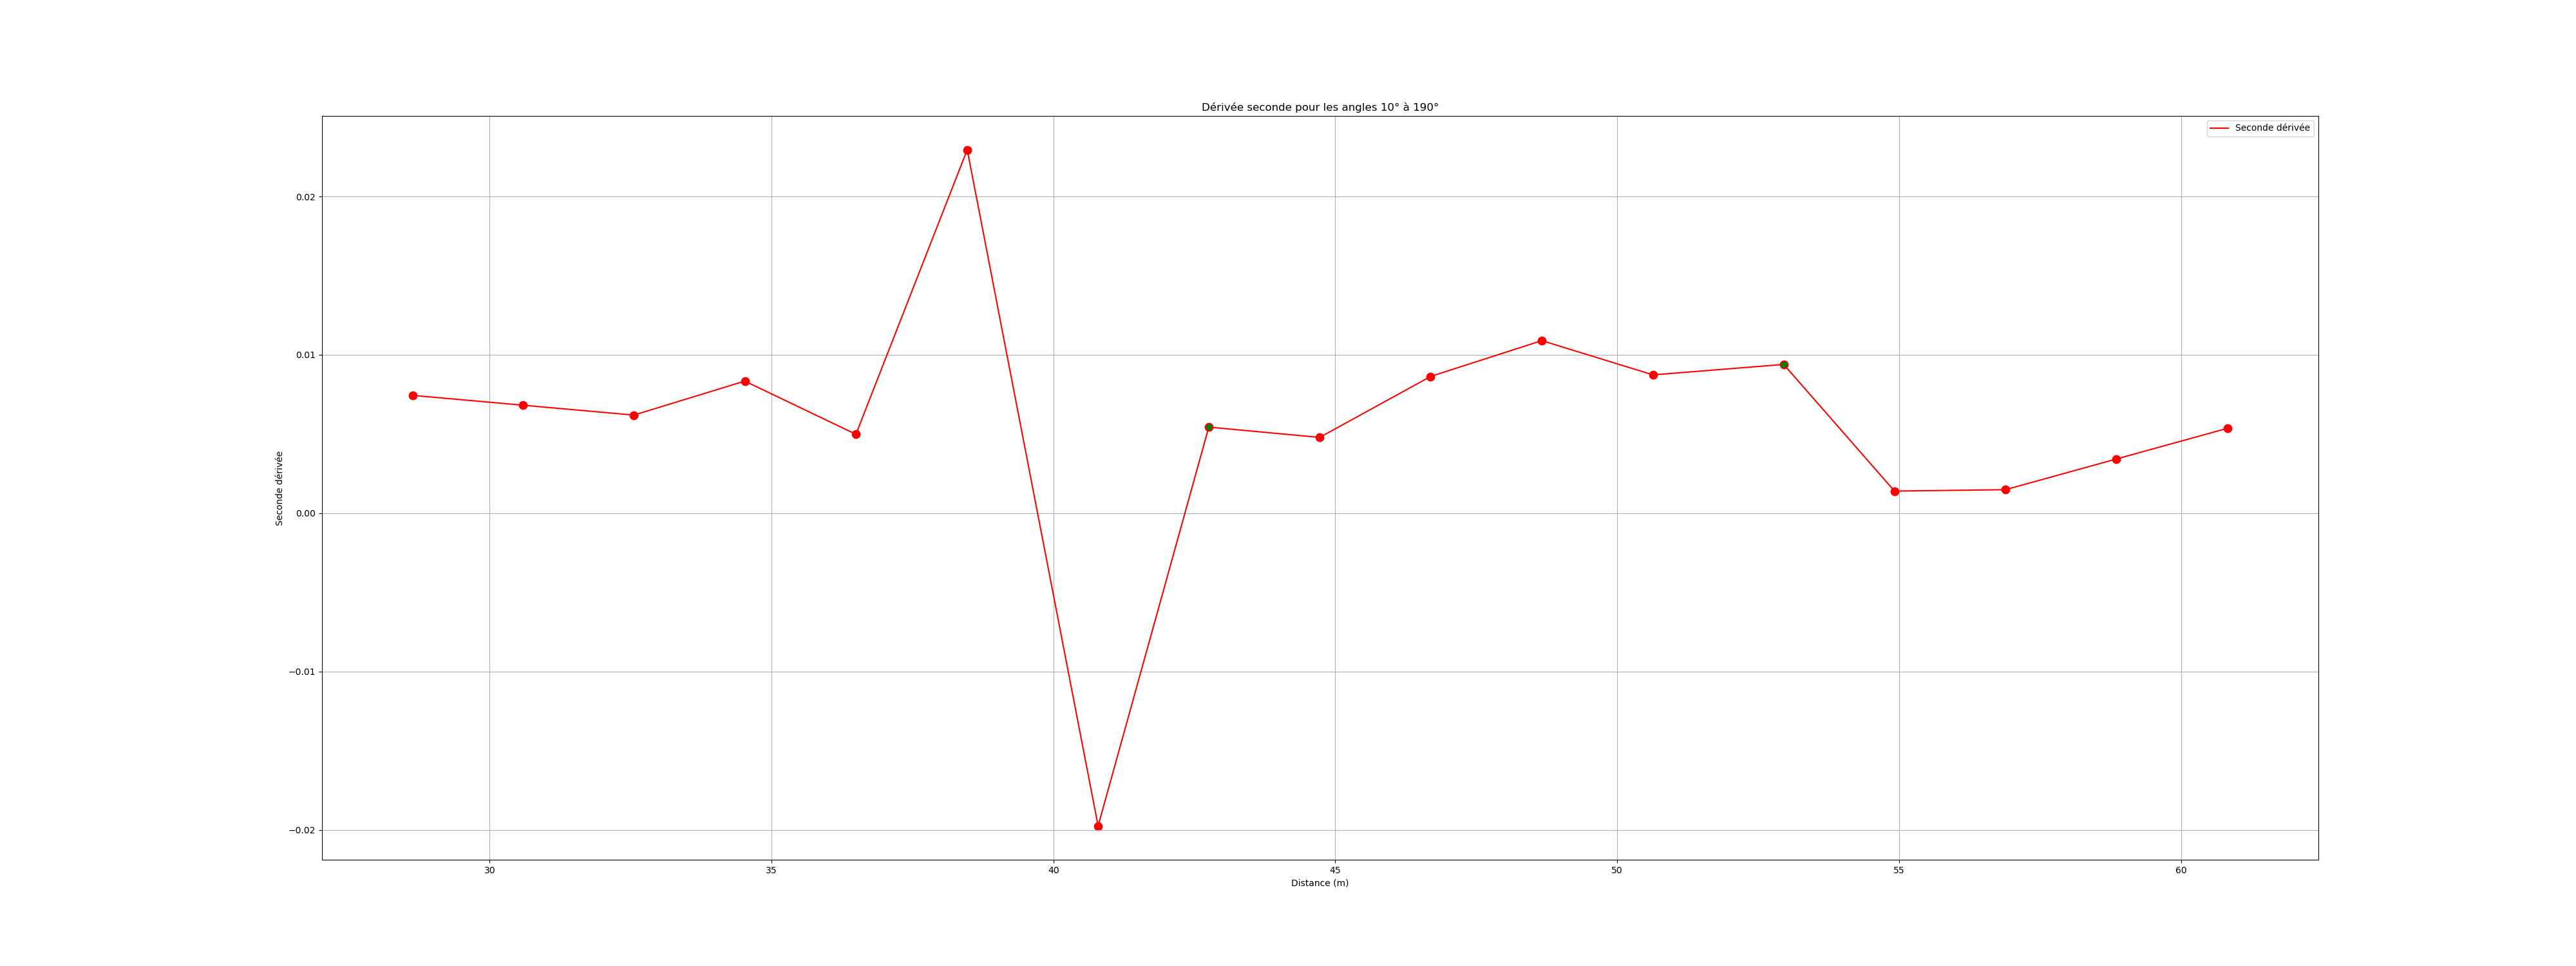 Dérivée seconde pour les angles 10° à 190°
Seconde dérivée
0.02
0.01
0.00
−0.01
−0.02
Seconde dérivée
30 35 40 45 50 55 60
Distance (m)